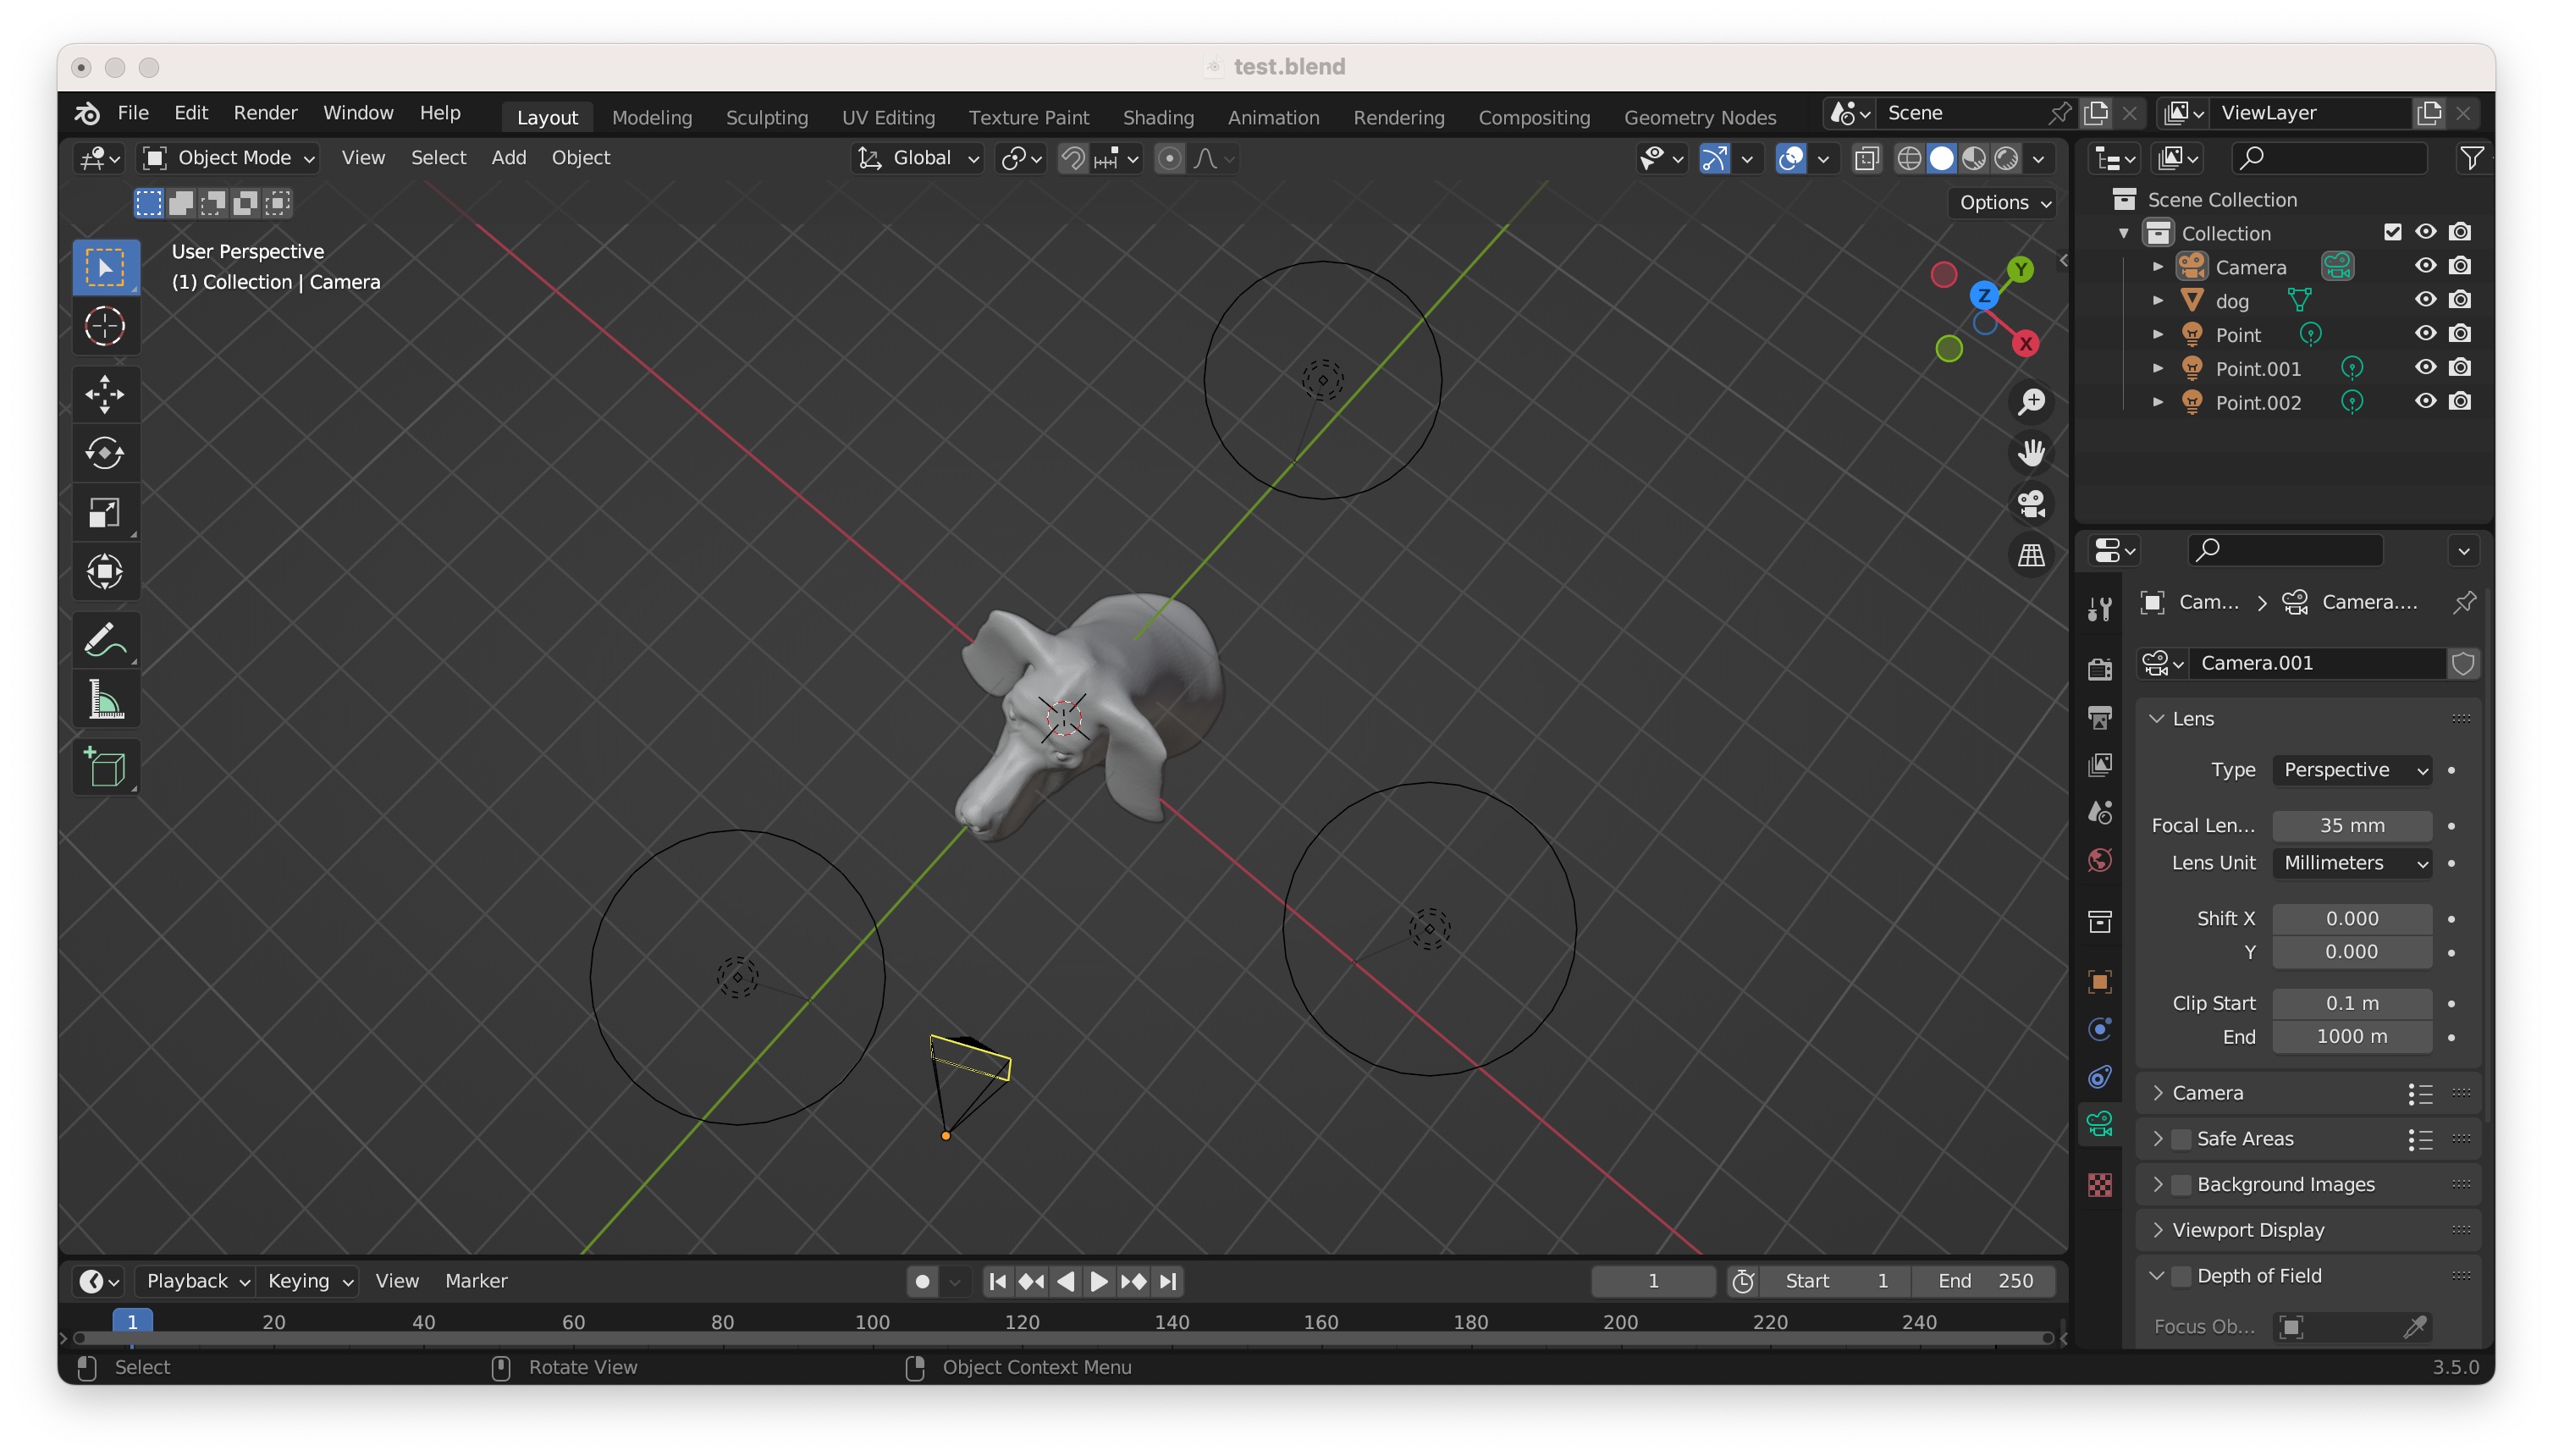 test.blend
File Edit Render Window Help Layout Modeling Sculpting UV Editing Texture Paint Shading Animation Rendering Compositing Geometry Nodes Scene ViewLayer
Object Mode View Select Add Object Global
Options
User Perspective
(1) Collection | Camera
Y
Z
X
Scene Collection
Collection
Camera
dog
Point
Point.001
Point.002
Cam... Camera....
Camera.001
Lens
Type Perspective
Focal Len... 35 mm
Lens Unit Millimeters
Shift X 0.000
Y 0.000
Clip Start 0.1 m
End 1000 m
Camera
Safe Areas
Background Images
Viewport Display
Depth of Field
Focus Ob...
Playback Keying View Marker 1 Start 1 End 250
1 20 40 60 80 100 120 140 160 180 200 220 240
Select Rotate View Object Context Menu 3.5.0